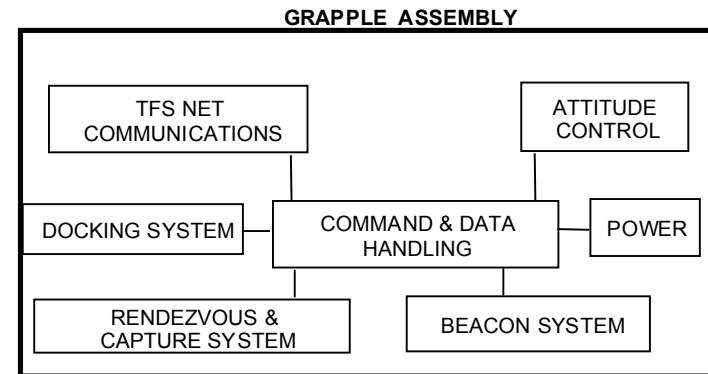 GRAPPLE ASSEMBLY
TFS NET
COMMUNICATIONS
ATTITUDE
CONTROL
DOCKING SYSTEM
COMMAND & DATA
HANDLING
POWER
RENDEZVOUS &
CAPTURE SYSTEM
BEACON SYSTEM